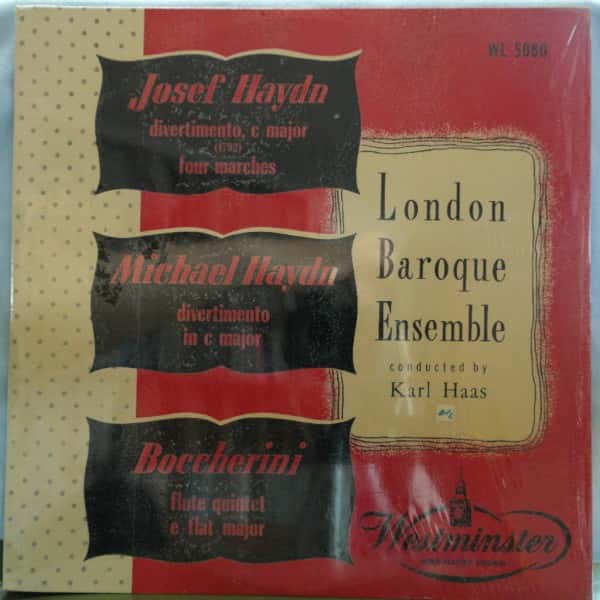 WL 5080
Josef Haydn
divertimento, c major
(1792)
four marches
Michael Haydn
divertimento
in c major
Boccherini
flute quintet
e flat major
London
Baroque
Ensemble
conducted by
Karl Haas
Westminster